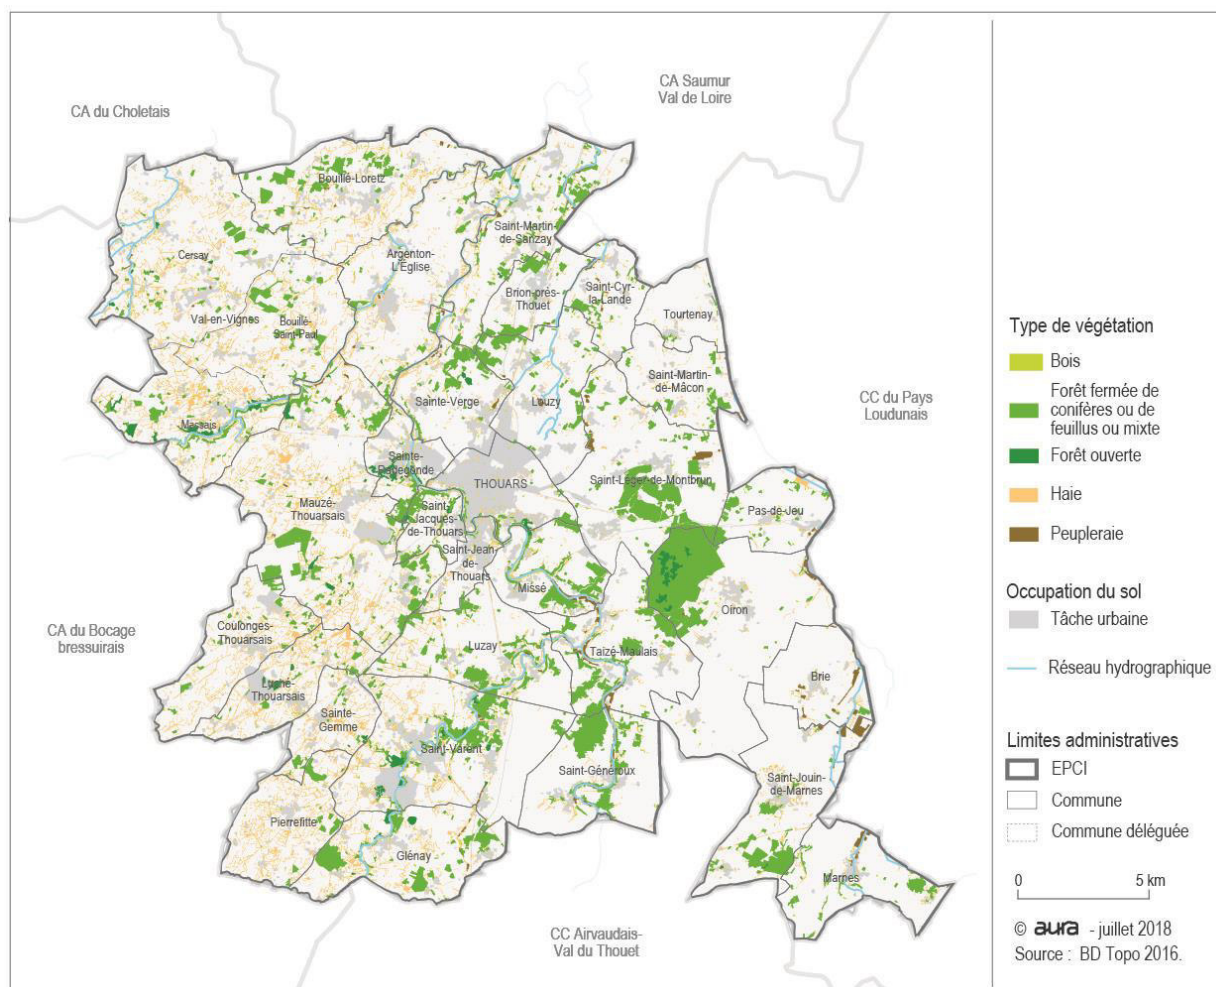 CA Saumur
Val de Loire
CA du Choletais
Bouillé-Loretz
Saint-Martin-
de-Sanzay
Cersay
Argenton-
L'Eglise
Brion-prés-
Thouet
Saint-Cyr-
la-Lande
Tourtenay
Val-en-Vignes
Bouillé-
Saint-Paul
Saint-Martin-
de-Mâcon
Sainte-Verge
Louzy
CC du Pays
Loudunais
Massais
Sainte-
Radegonde
THOUARS
Saint-Léger-de-Montbrun
Mauzé-
Thouarsais
Saint-
Jacques-
de-Thouars
Pas-de-Jeu
Saint-Jean-
de-
Thouars
Missé
Oiron
CA du Bocage
bressuirais
Coulonges-
Thouarsais
Luzay
Taizé-Maulais
Brie
Luché-
Thouarsais
Sainte-
Gemme
Saint-Varent
Saint-Généroux
Saint-Jouin-
de-Marnes
Pierrefitte
Glénay
Marnes
CC Airvaudais-
Val du Thouet
Type de végétation
Bois
Forêt fermée de
conifères ou de
feuillus ou mixte
Forêt ouverte
Haie
Peupleraie
Occupation du sol
Tâche urbaine
Réseau hydrographique
Limites administratives
EPCI
Commune
Commune déléguée
0 5 km
© aura - juillet 2018
Source : BD Topo 2016.